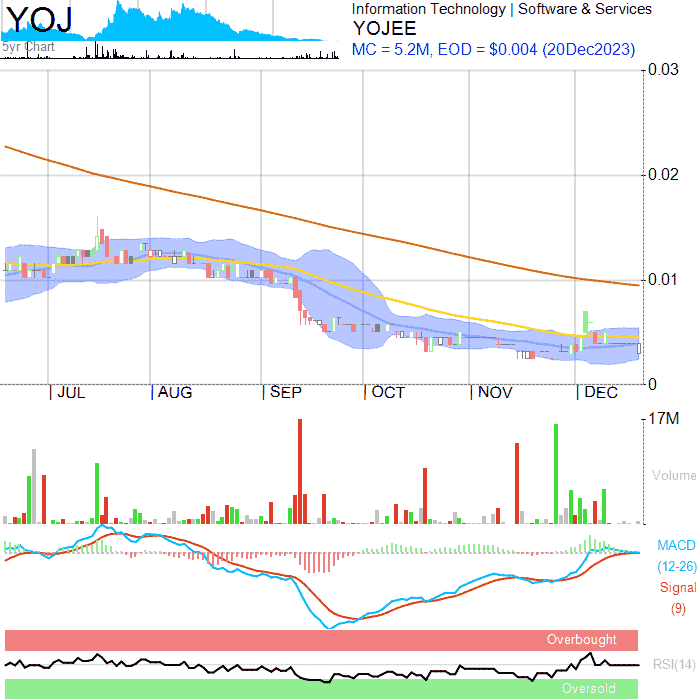 YOJ
5yr Chart
Information Technology | Software & Services
YOJEE
MC = 5.2M, EOD = $0.004 (20Dec2023)
0.03
0.02
0.01
0
JUL AUG SEP OCT NOV DEC
17M
Volume
MACD
(12-26)
Signal
(9)
Overbought
RSI(14)
Oversold